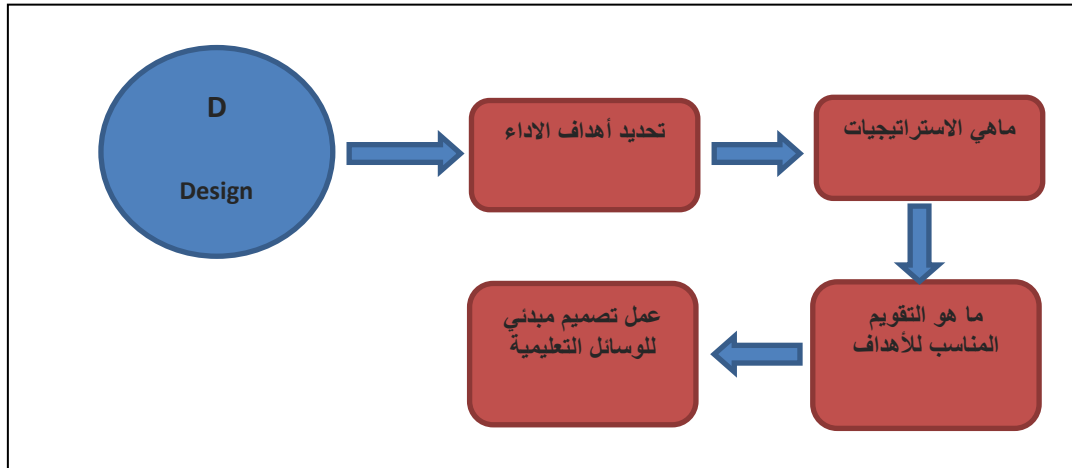 D
Design
تحديد أهداف الاداء
ماهي الاستراتيجيات
ما هو التقويم
المناسب للأهداف
عمل تصميم مبدئي
للوسائل التعليمية